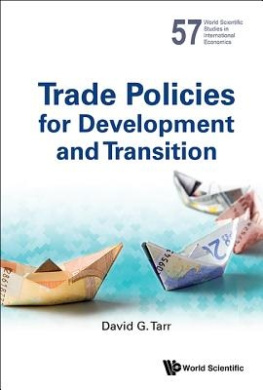 57
World Scientific
Studies in
International
Economics
Trade Policies
for Development
and Transition
David G. Tarr
World Scientific